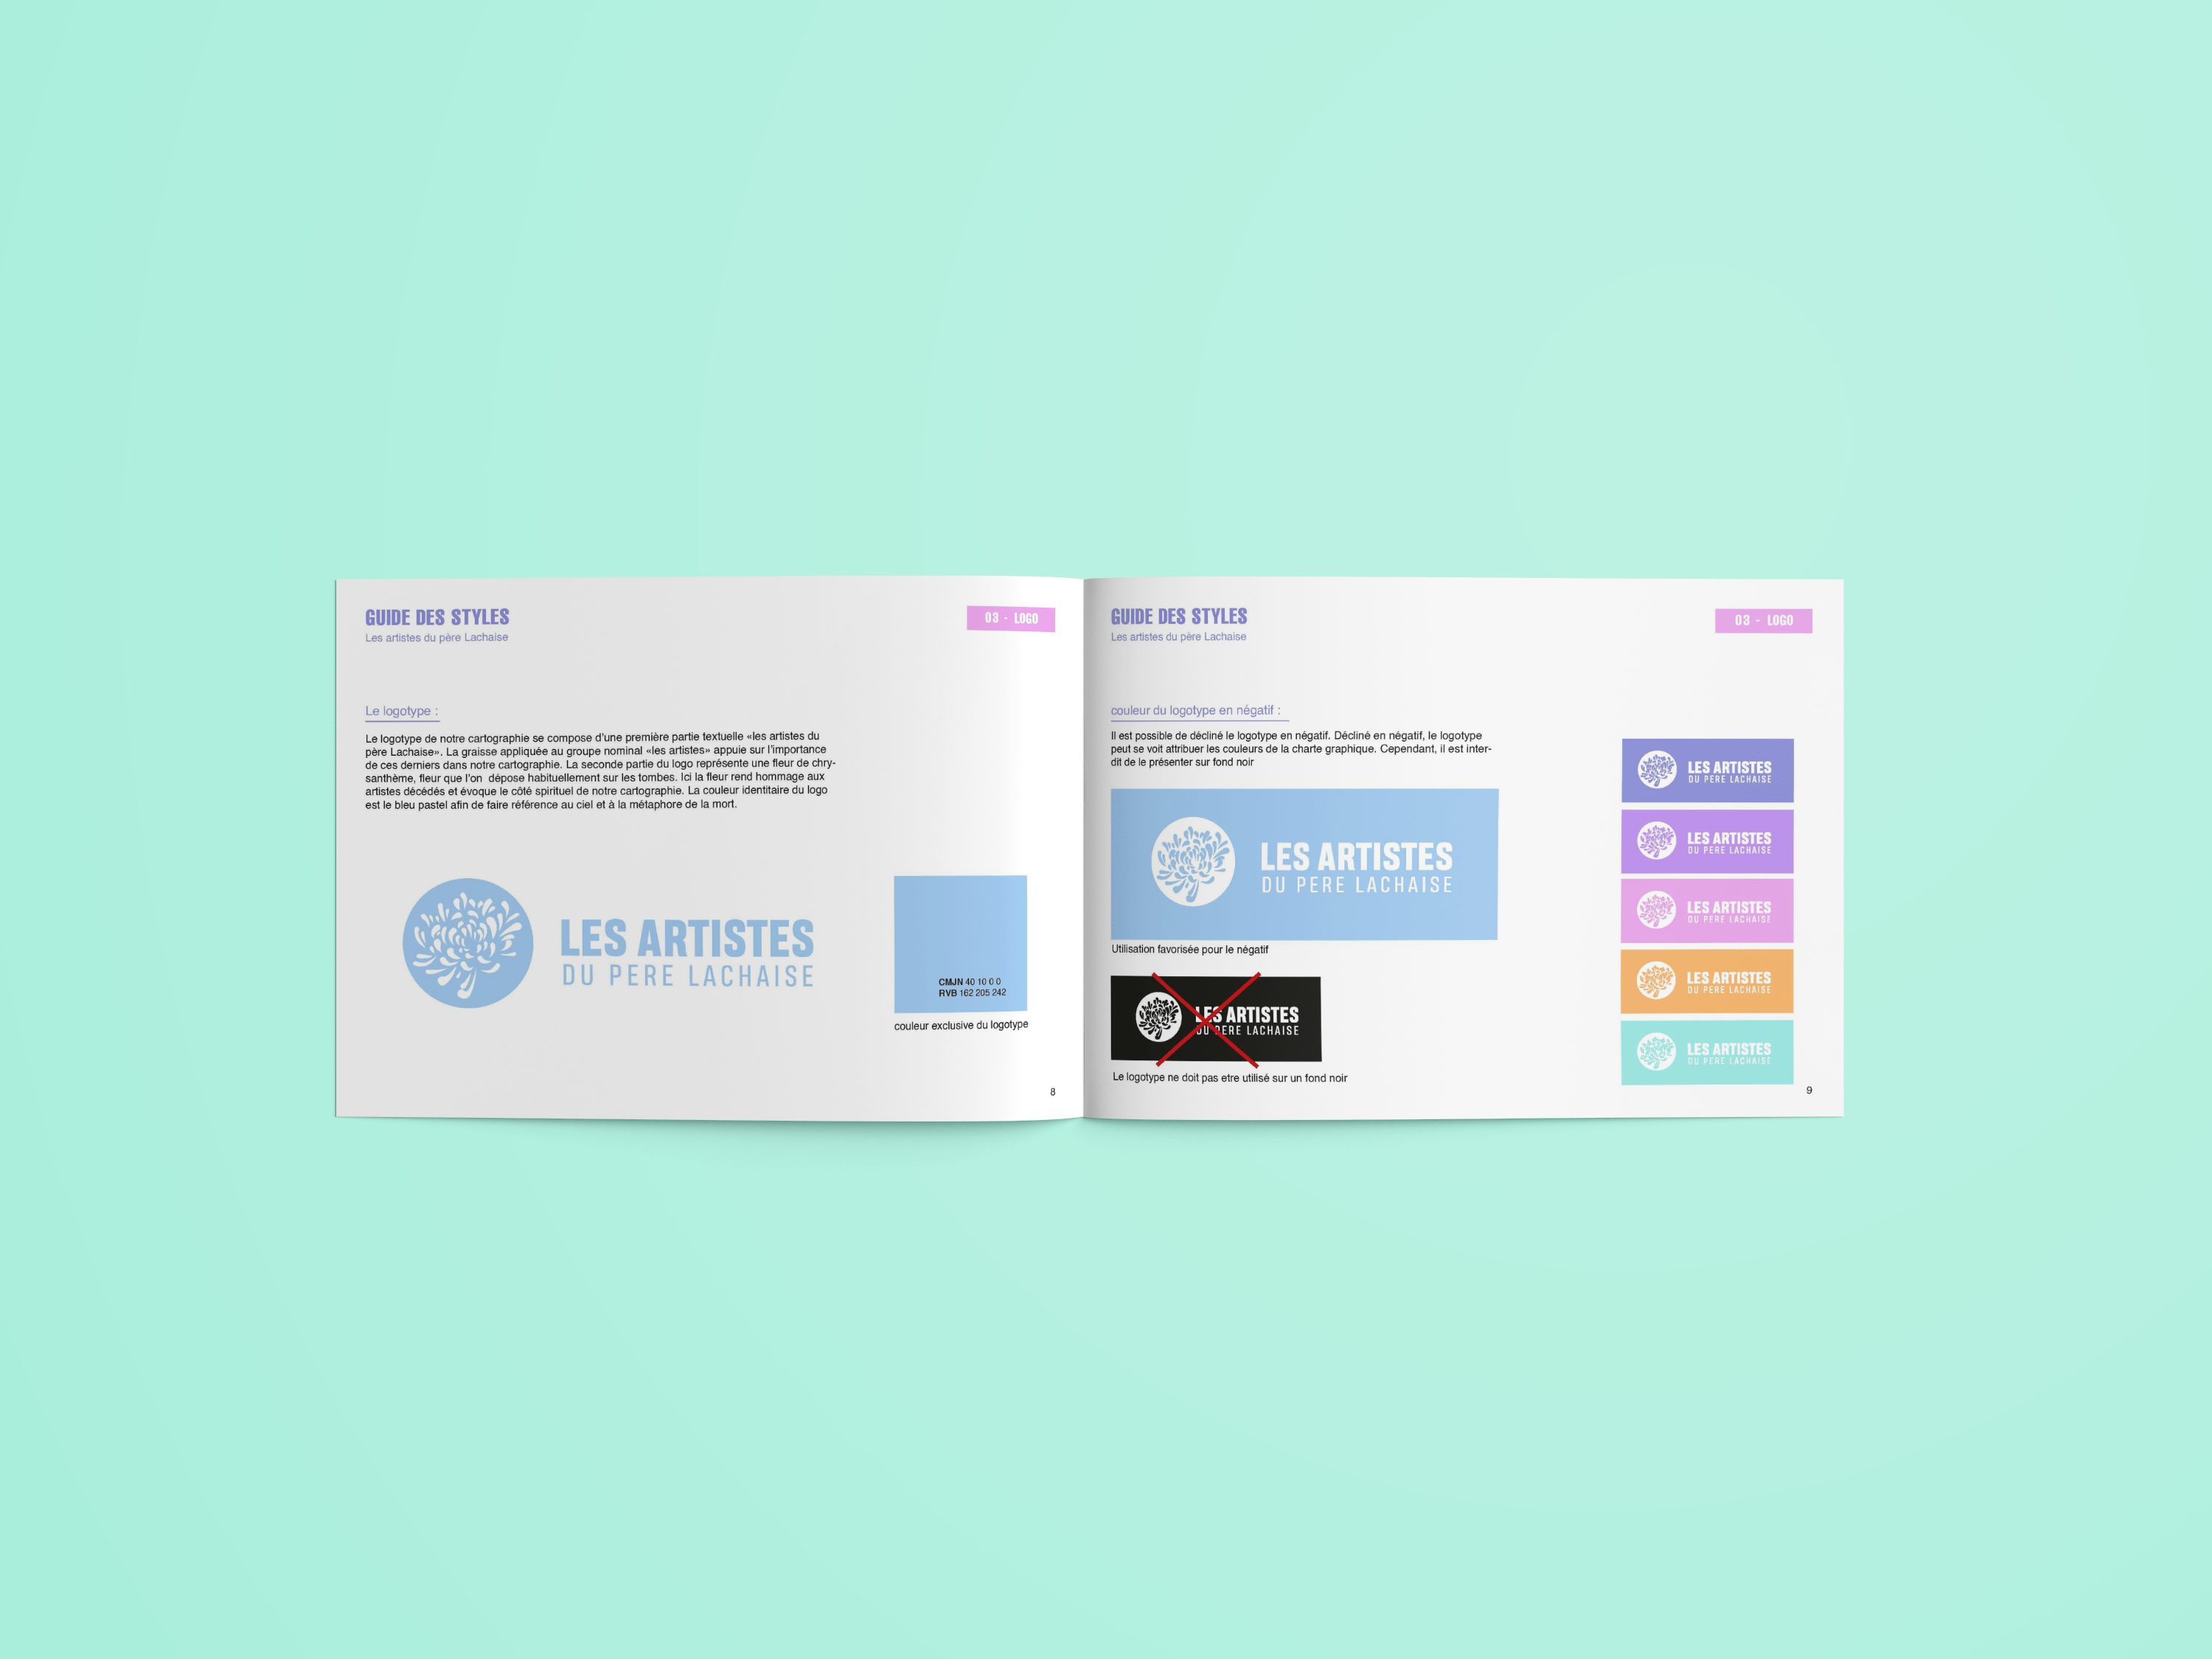 GUIDE DES STYLES
Les artistes du père Lachaise
03 - LOGO
Le logotype :
Le logotype de notre cartographie se compose d'une première partie textuelle «les artistes du
père Lachaise». La graisse appliquée au groupe nominal «les artistes» appuie sur l'importance
de ces derniers dans notre cartographie. La seconde partie du logo représente une fleur de chry-
santhème, fleur que l'on dépose habituellement sur les tombes. Ici la fleur rend hommage aux
artistes décédés et évoque le côté spirituel de notre cartographie. La couleur identitaire du logo
est le bleu pastel afin de faire référence au ciel et à la métaphore de la mort.
LES ARTISTES
DU PERE LACHAISE
CMJN 40 10 0 0
RVB 162 205 242
couleur exclusive du logotype
8
GUIDE DES STYLES
Les artistes du père Lachaise
03 - LOGO
couleur du logotype en négatif :
Il est possible de décliné le logotype en négatif. Décliné en négatif, le logotype
peut se voit attribuer les couleurs de la charte graphique. Cependant, il est inter-
dit de le présenter sur fond noir
LES ARTISTES
DU PERE LACHAISE
Utilisation favorisée pour le négatif
LES ARTISTES
DU PERE LACHAISE
Le logotype ne doit pas etre utilisé sur un fond noir
LES ARTISTES
DU PERE LACHAISE
LES ARTISTES
DU PERE LACHAISE
LES ARTISTES
DU PERE LACHAISE
LES ARTISTES
DU PERE LACHAISE
LES ARTISTES
DU PERE LACHAISE
9